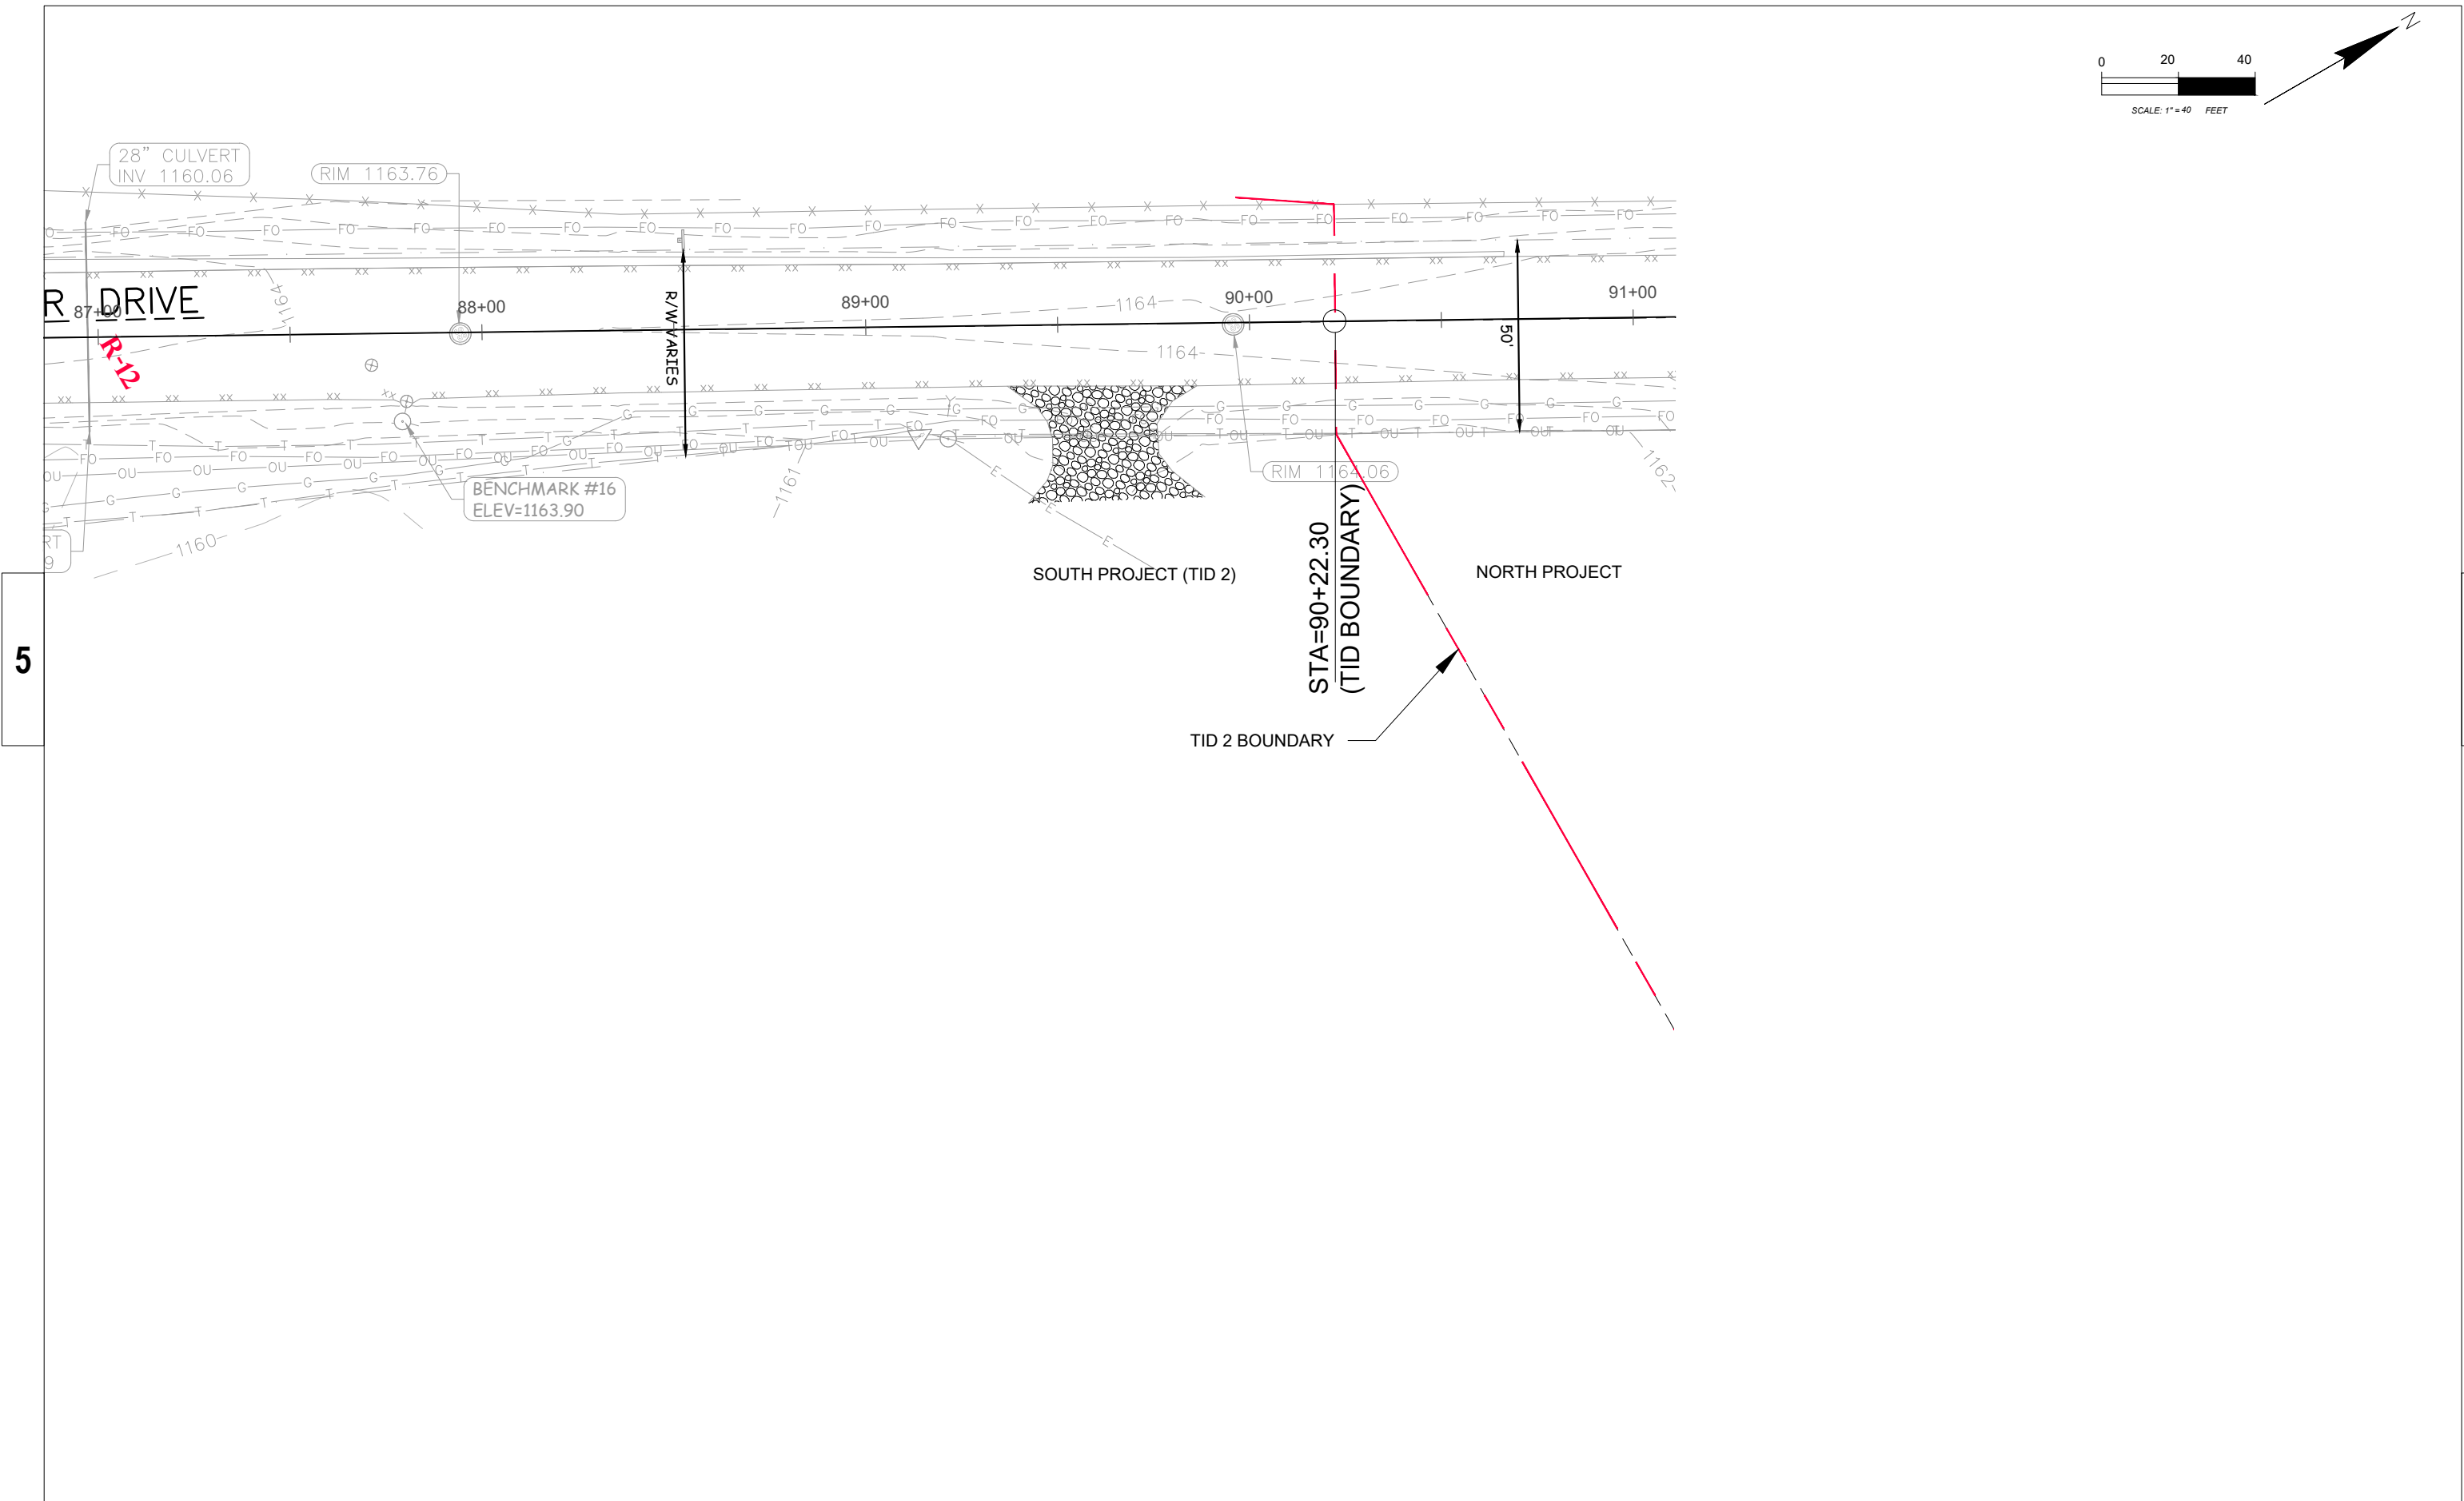 N
0 20 40
SCALE: 1" = 40 FEET
28" CULVERT
INV 1160.06
RIM 1163.76
R DRIVE
87+00
88+00
89+00
90+00
91+00
R-12
1164
R/W VARIES
1164
1164
50'
BENCHMARK #16
ELEV=1163.90
1161
1160
RT
9
RIM 1164.06
1162
SOUTH PROJECT (TID 2)
STA=90+22.30
(TID BOUNDARY)
NORTH PROJECT
TID 2 BOUNDARY
5